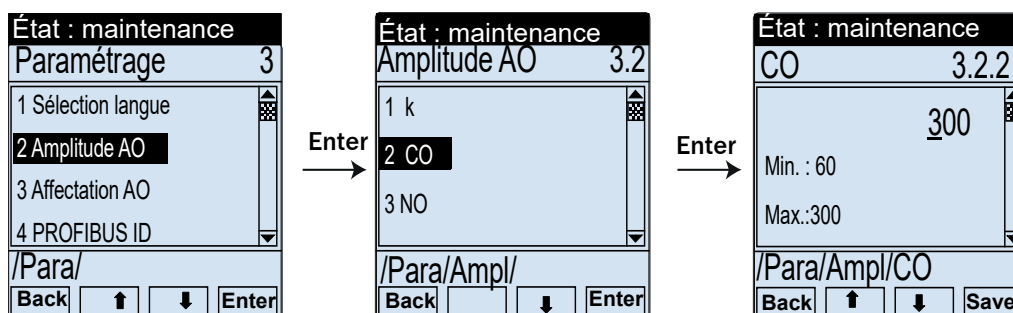 État : maintenance
Paramétrage 3
1 Sélection langue
2 Amplitude AO
3 Affectation AO
4 PROFIBUS ID
/Para/
Back Enter
Enter
État : maintenance
Amplitude AO 3.2
1 k
2 CO
3 NO
/Para/Ampl/
Back Enter
Enter
État : maintenance
CO 3.2.2
300
Min. : 60
Max.:300
/Para/Ampl/CO
Back Save